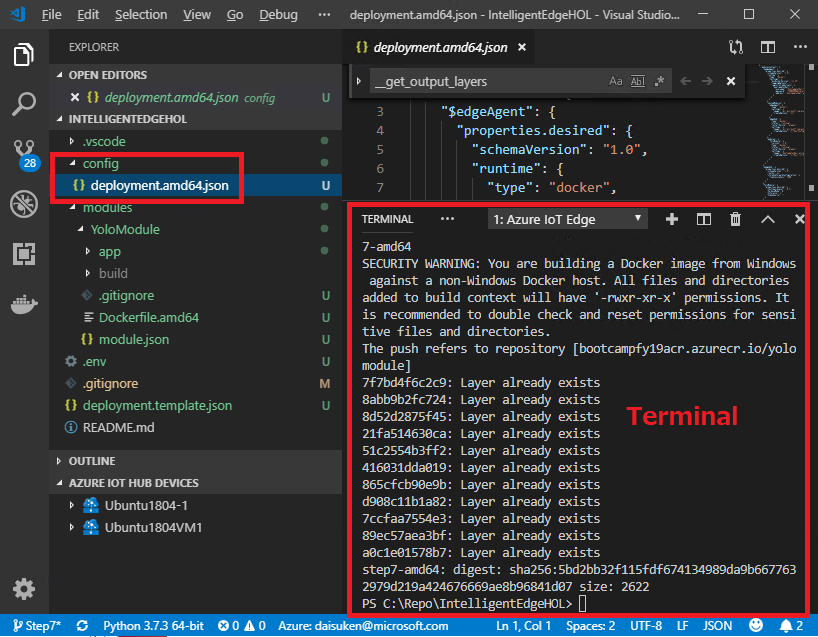 File Edit Selection View Go Debug ··· deployment.amd64.json - IntelligentEdgeHOL - Visual Studio...
EXPLORER
OPEN EDITORS
{} deployment.amd64.json config U
INTELLIGENTEDGEHOL
.vscode
config
{} deployment.amd64.json U
modules
YoloModule
app
build
.gitignore U
Dockerfile.amd64 U
{} module.json U
.env U
.gitignore M
{} deployment.template.json U
README.md
OUTLINE
AZURE IOT HUB DEVICES
Ubuntu1804-1
Ubuntu1804VM1
28
{} deployment.amd64.json
__get_output_layers Aa Abl .*
3 "$edgeAgent": {
4 "properties.desired": {
5 "schemaVersion": "1.0",
6 "runtime": {
7 "type": "docker",
TERMINAL ··· 1: Azure IoT Edge
7-amd64
SECURITY WARNING: You are building a Docker image from Windows
against a non-Windows Docker host. All files and directories
added to build context will have '-rwxr-xr-x' permissions. It
is recommended to double check and reset permissions for sensi
tive files and directories.
The push refers to repository [bootcampfy19acr.azurecr.io/yolo
module]
7f7bd4f6c2c9: Layer already exists
8abb9b2fc724: Layer already exists
8d52d2875f45: Layer already exists
21fa514630ca: Layer already exists
51c2554b3ff2: Layer already exists
416031dda019: Layer already exists
865cfcb90e9b: Layer already exists
d908c11b1a82: Layer already exists
7ccfaa7554e3: Layer already exists
89ec57aea3bf: Layer already exists
a0c1e01578b7: Layer already exists
step7-amd64: digest: sha256:5bd2bb32f115fdf674134989da9b667763
2979d219a424676669ae8b96841d07 size: 2622
PS C:\Repo\IntelligentEdgeHOL>
Terminal
Step7* Python 3.7.3 64-bit 0 0 Azure: daisuken@microsoft.com Ln 1, Col 1 Spaces: 2 UTF-8 LF JSON 2